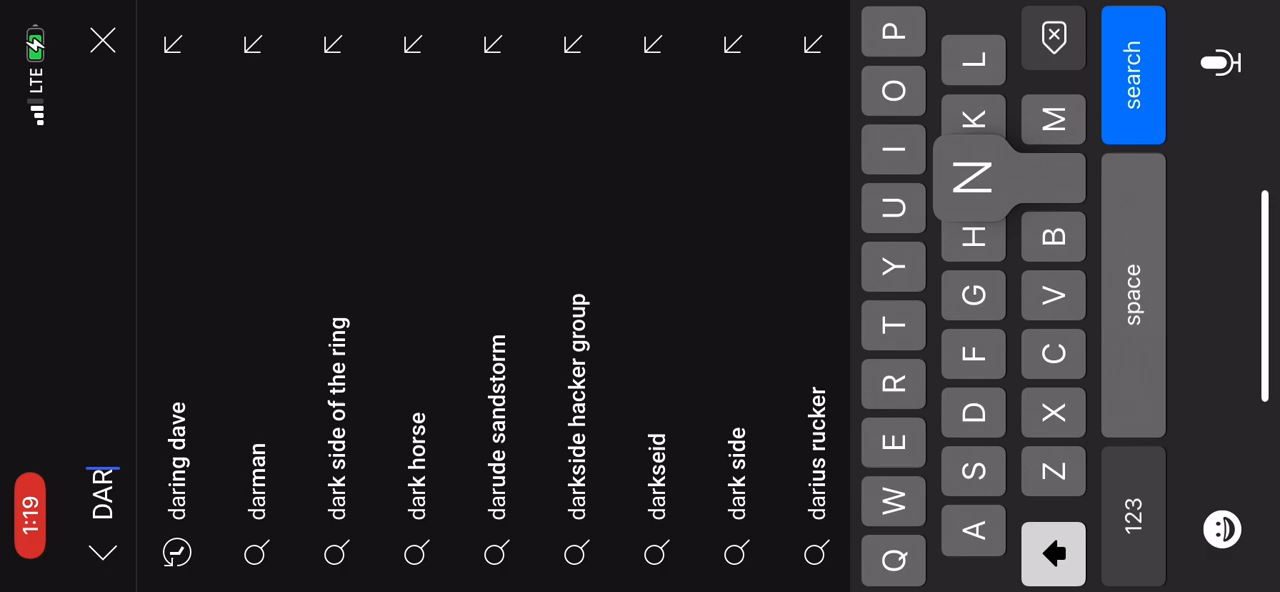 1:19 LTE
DAR
daring dave
darman
dark side of the ring
dark horse
darude sandstorm
darkside hacker group
darkseid
dark side
darius rucker
Q W E R T Y U I O P
A S D F G H K L
Z X C V B N M
123 space search